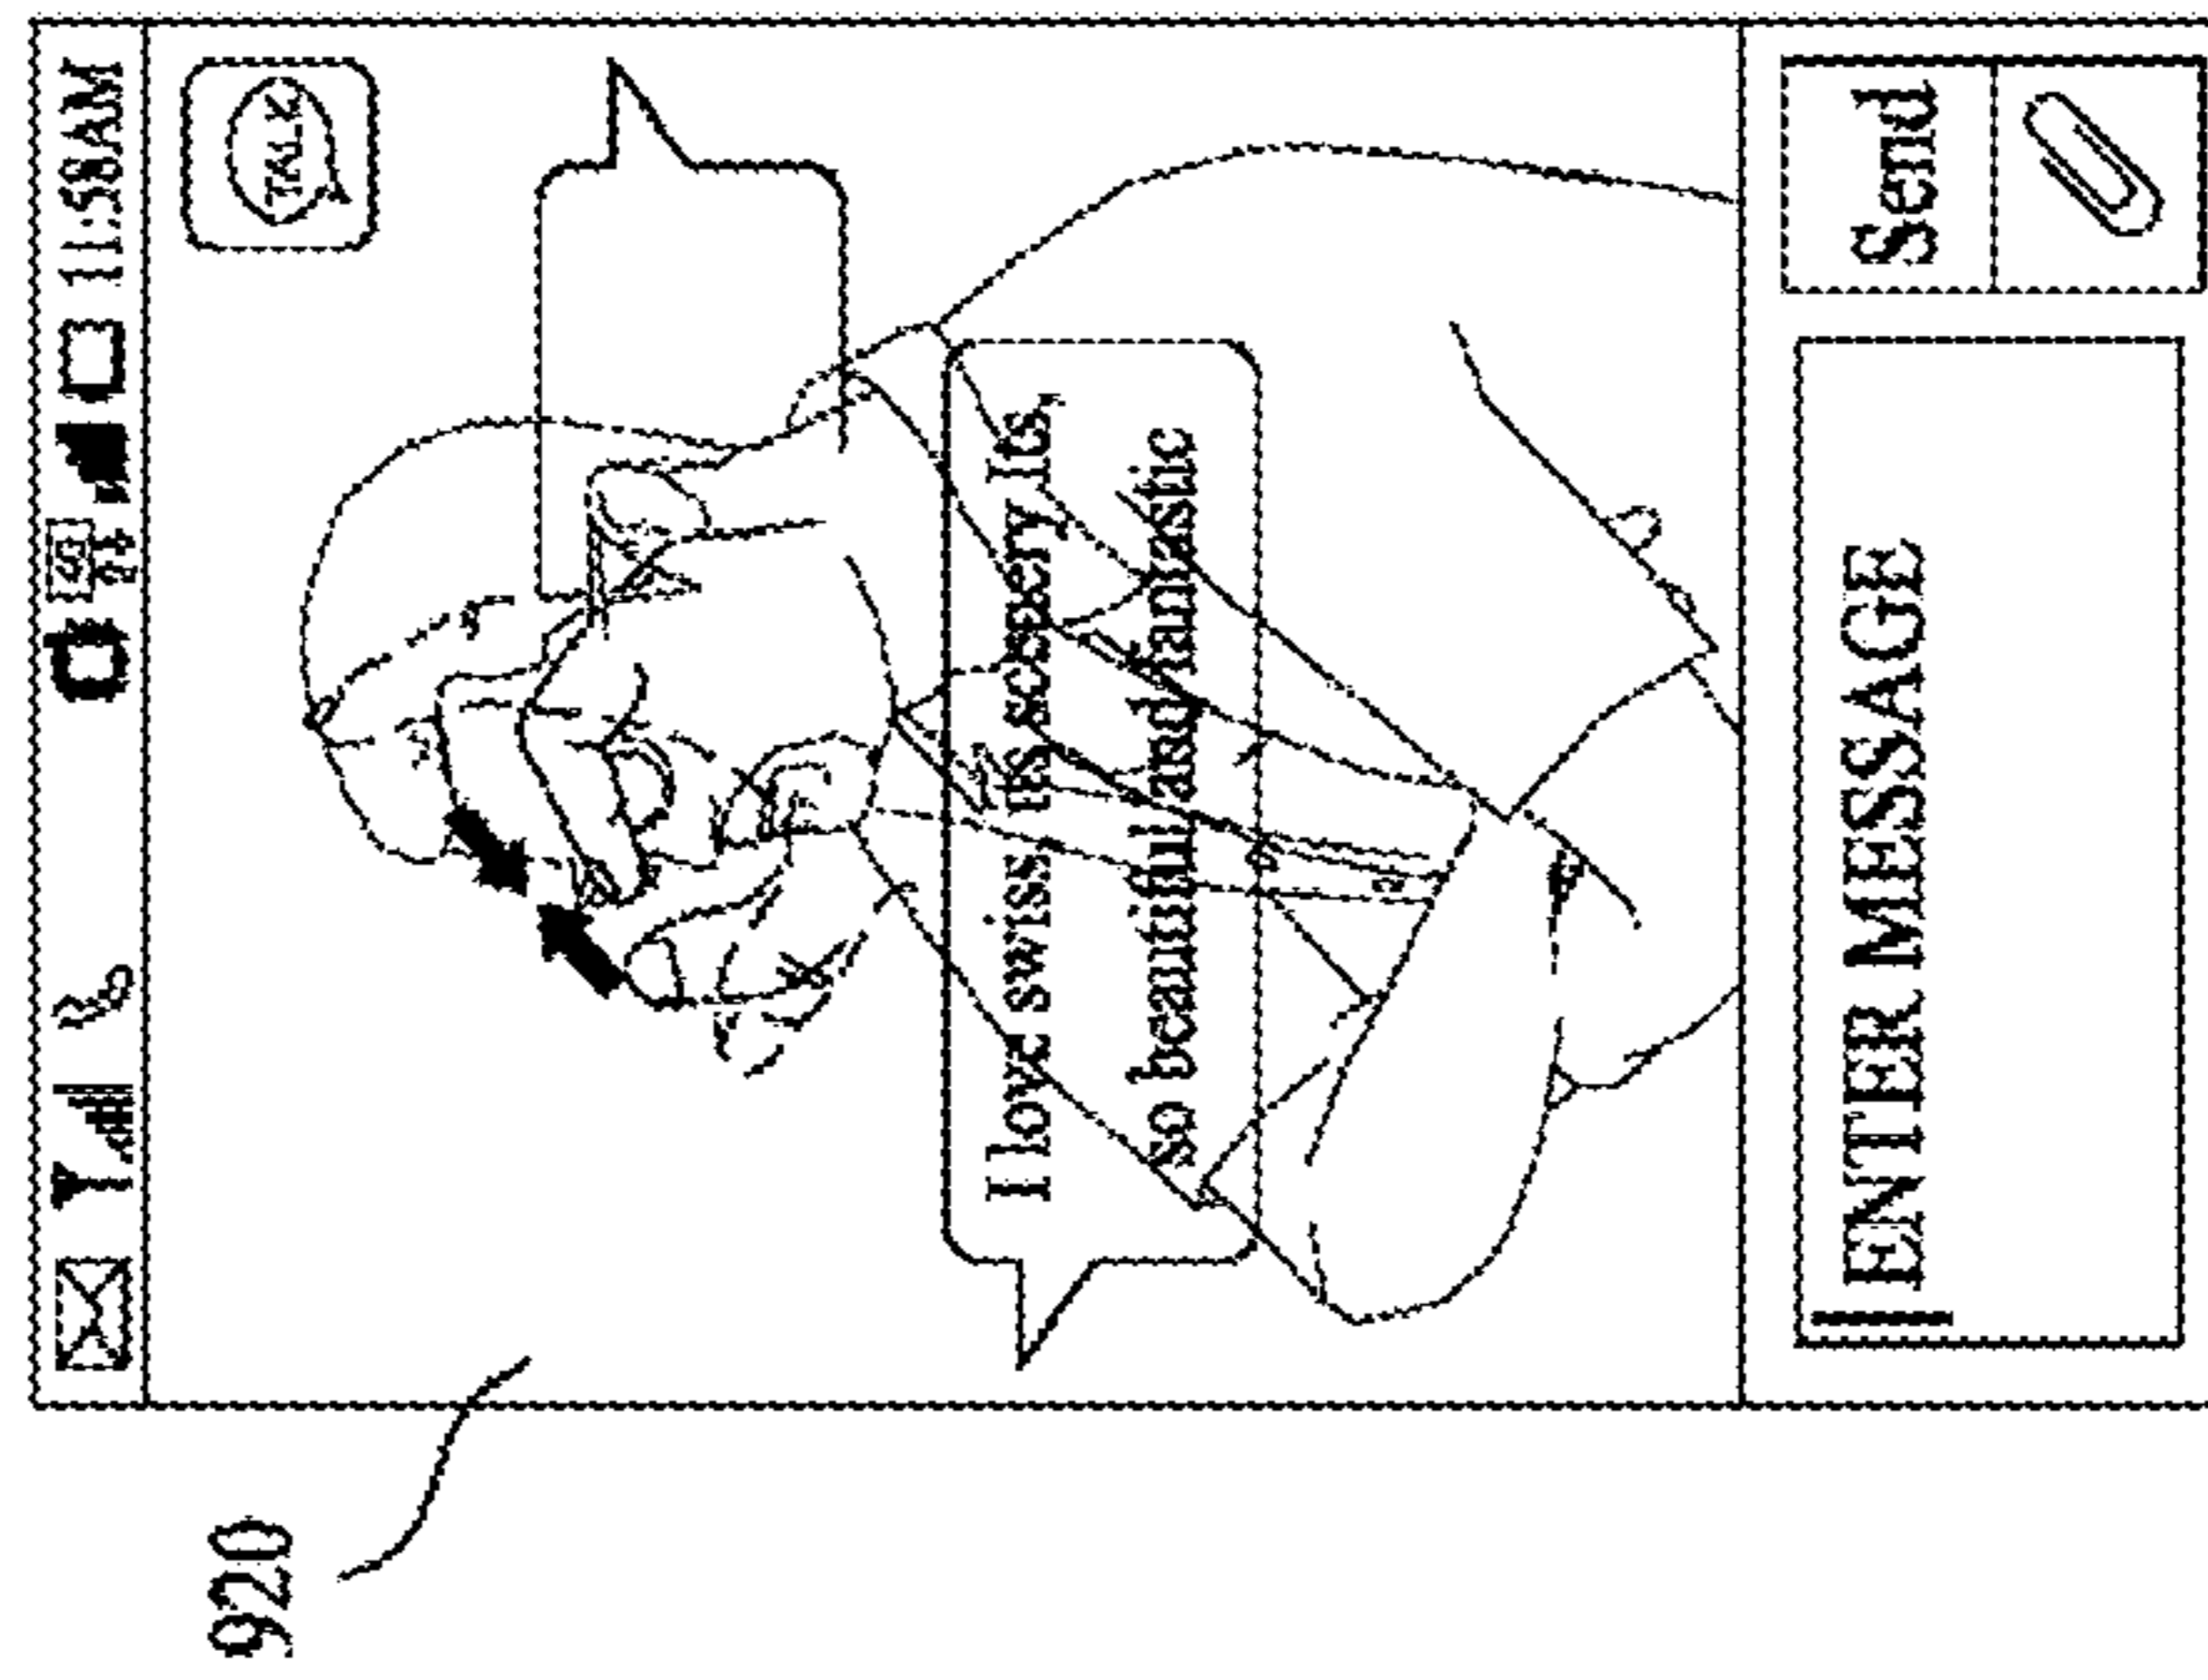 920
11:58AM
TALK
I love swiss, its scenery Its,
so beautiful and fantastic
ENTER MESSAGE
Send